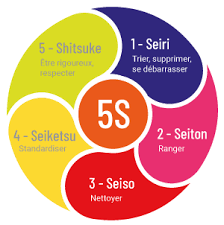 5S
1 - Seiri
Trier, supprimer,
se débarrasser
2 - Seiton
Ranger
3 - Seiso
Nettoyer
4 - Seiketsu
Standardiser
5 - Shitsuke
Être rigoureux,
respecter